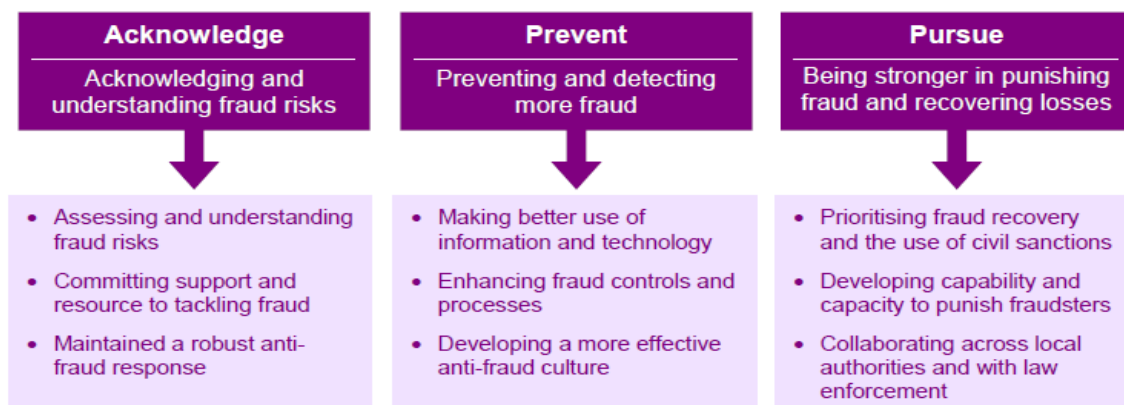 Acknowledge
Acknowledging and
understanding fraud risks
Prevent
Preventing and detecting
more fraud
Pursue
Being stronger in punishing
fraud and recovering losses
• Assessing and understanding
fraud risks
• Committing support and
resource to tackling fraud
• Maintained a robust anti-
fraud response
• Making better use of
information and technology
• Enhancing fraud controls and
processes
• Developing a more effective
anti-fraud culture
• Prioritising fraud recovery
and the use of civil sanctions
• Developing capability and
capacity to punish fraudsters
• Collaborating across local
authorities and with law
enforcement